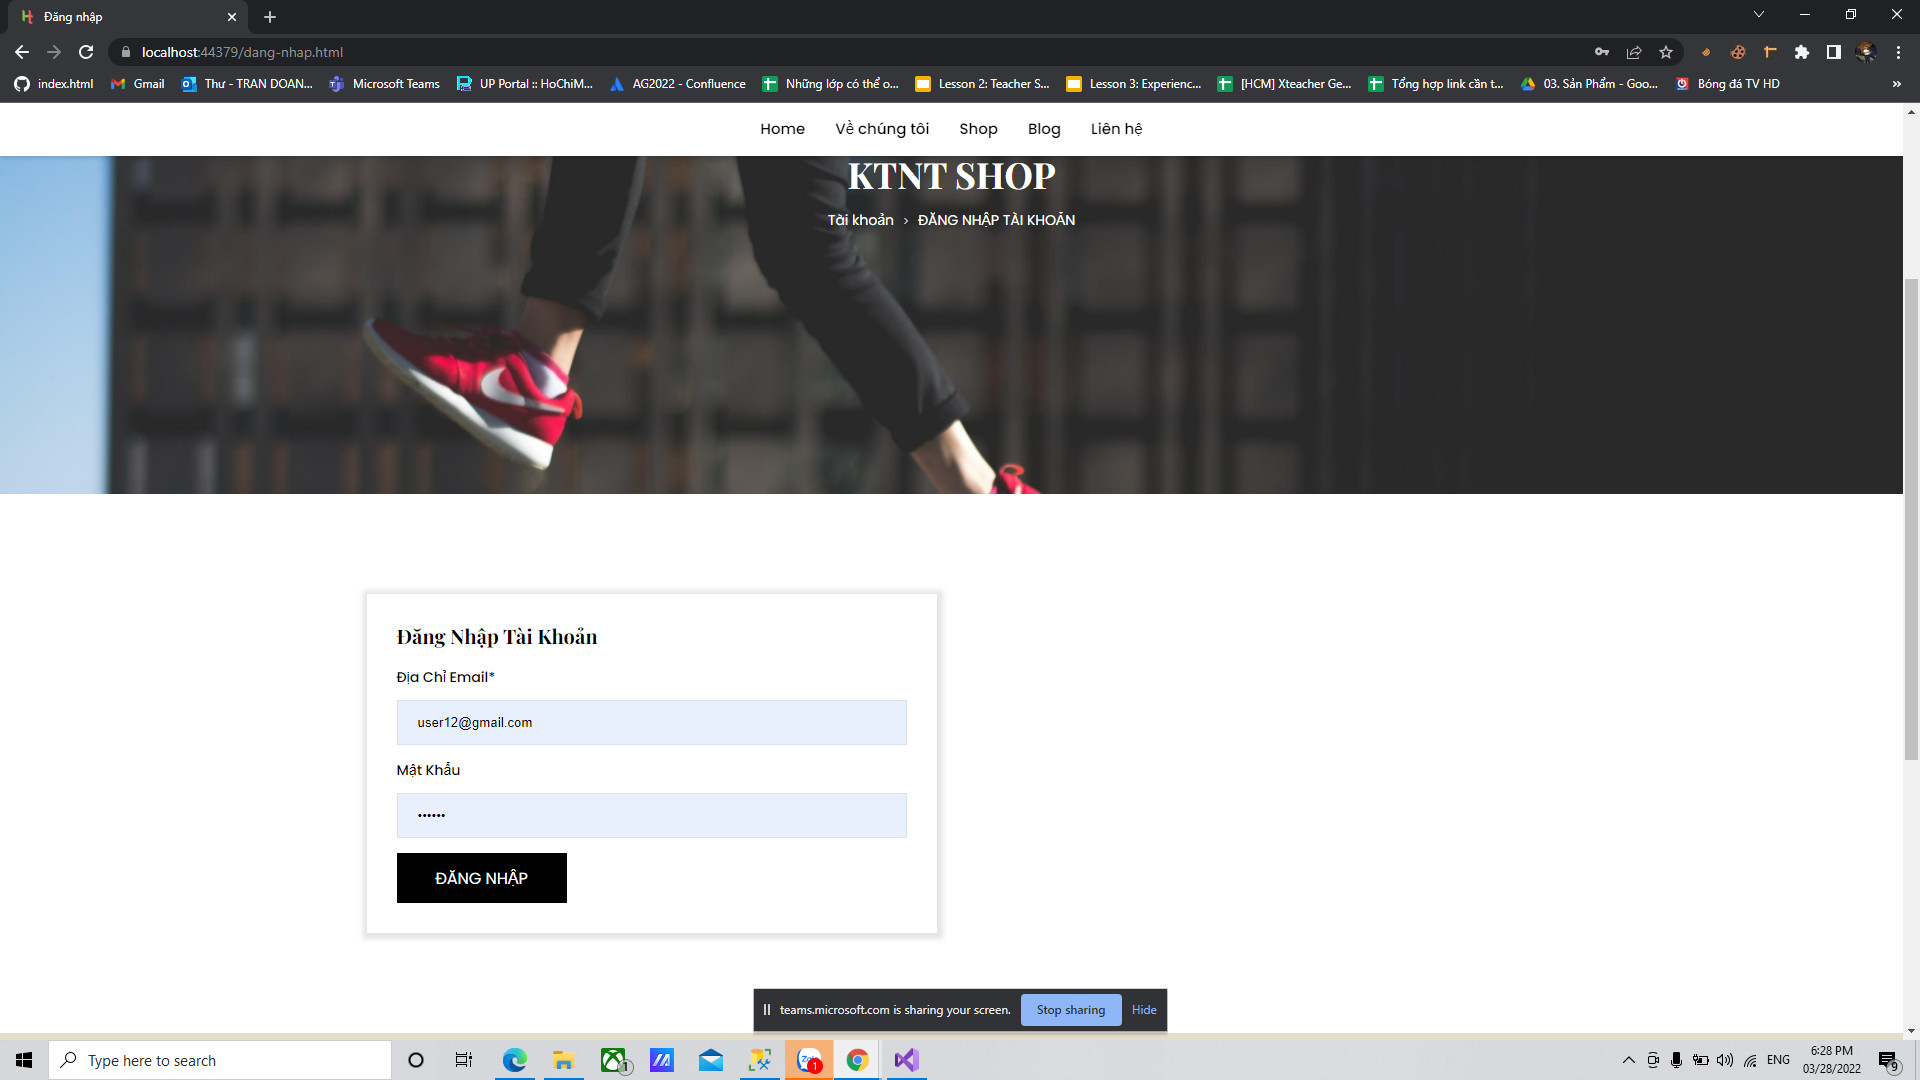 Đăng nhập
localhost:44379/dang-nhap.html
index.html
Gmail
Thư - TRAN DOAN...
Microsoft Teams
UP Portal :: HoChiM...
AG2022 - Confluence
Những lớp có thể o...
Lesson 2: Teacher S...
Lesson 3: Experienc...
[HCM] Xteacher Ge...
Tổng hợp link cần t...
03. Sản Phẩm - Goo...
Bóng đá TV HD
»
Home
Về chúng tôi
Shop
Blog
Liên hệ
KTNT SHOP
Tài khoản > ĐĂNG NHẬP TÀI KHOẢN
Đăng Nhập Tài Khoản
Địa Chỉ Email*
user12@gmail.com
Mật Khẩu
••••••
ĐĂNG NHẬP
teams.microsoft.com is sharing your screen.
Stop sharing
Hide
Type here to search
1
1
ENG
6:28 PM
03/28/2022
9